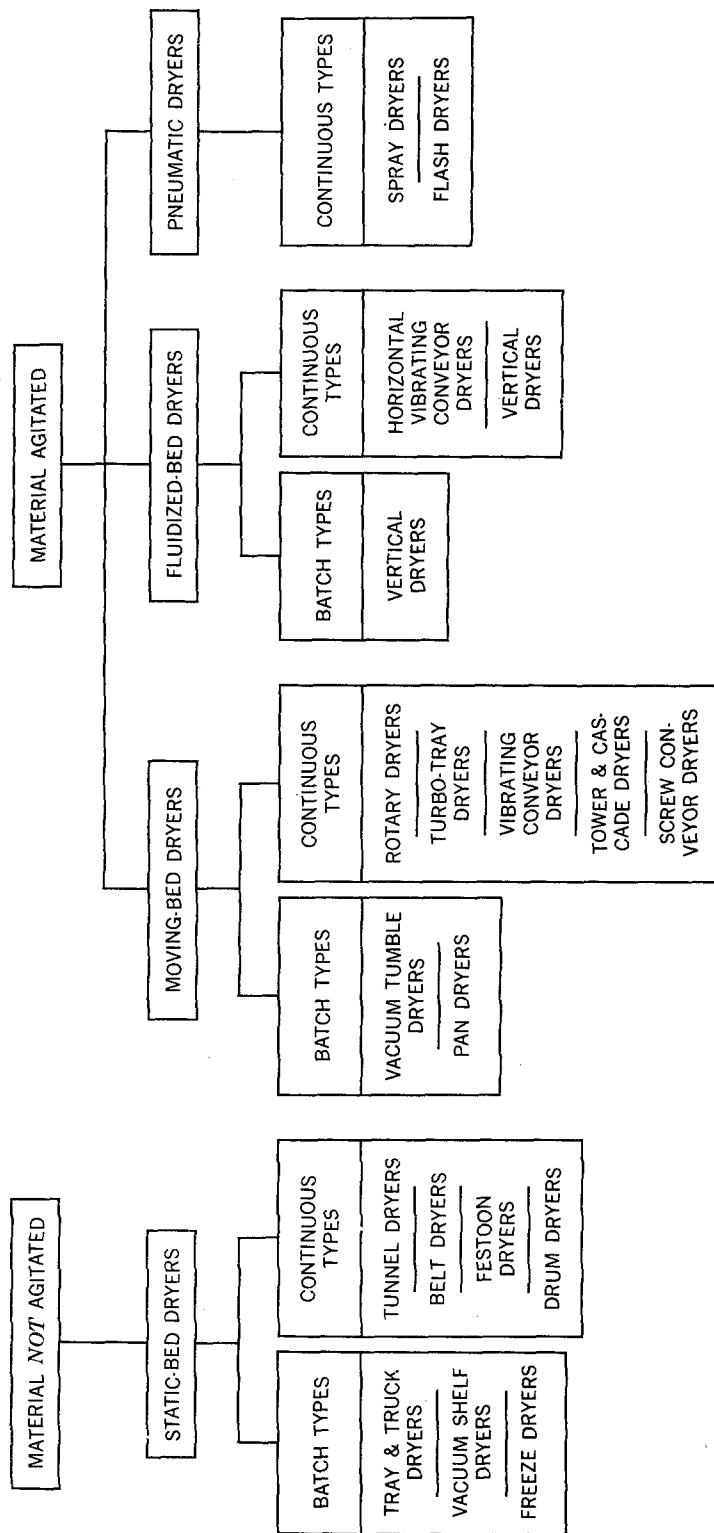 MATERIAL NOT AGITATED
STATIC-BED DRYERS
BATCH TYPES
TRAY & TRUCK
DRYERS
VACUUM SHELF
DRYERS
FREEZE DRYERS
CONTINUOUS
TYPES
TUNNEL DRYERS
BELT DRYERS
FESTOON
DRYERS
DRUM DRYERS
MATERIAL AGITATED
MOVING-BED DRYERS
BATCH TYPES
VACUUM TUMBLE
DRYERS
PAN DRYERS
CONTINUOUS
TYPES
ROTARY DRYERS
TURBO-TRAY
DRYERS
VIBRATING
CONVEYOR
DRYERS
TOWER & CAS-
CADE DRYERS
SCREW CON-
VEYOR DRYERS
FLUIDIZED-BED DRYERS
BATCH TYPES
VERTICAL
DRYERS
CONTINUOUS
TYPES
HORIZONTAL
VIBRATING
CONVEYOR
DRYERS
VERTICAL
DRYERS
PNEUMATIC DRYERS
CONTINUOUS TYPES
SPRAY DRYERS
FLASH DRYERS